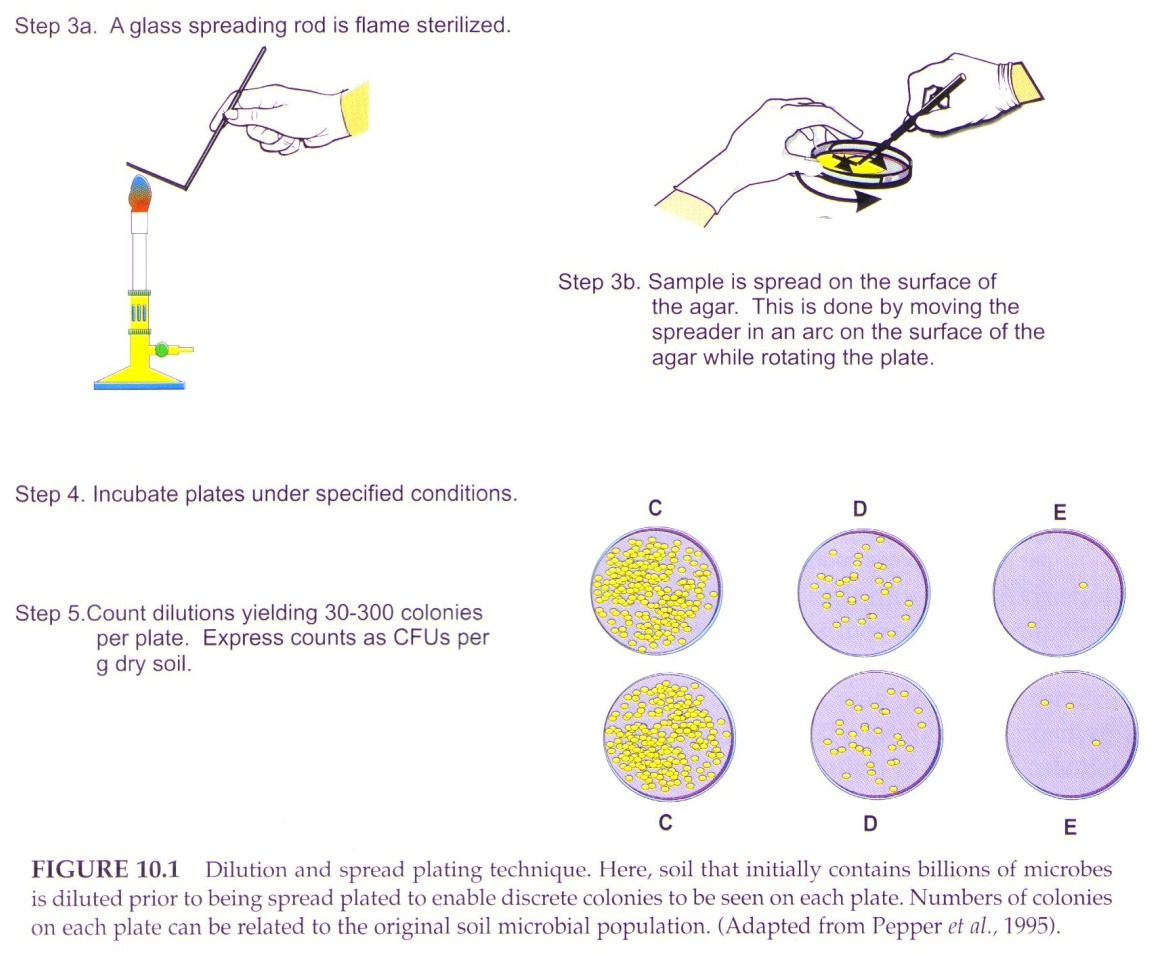 Step 3a. A glass spreading rod is flame sterilized.
Step 3b. Sample is spread on the surface of
the agar. This is done by moving the
spreader in an arc on the surface of the
agar while rotating the plate.
Step 4. Incubate plates under specified conditions.
C D E
Step 5.Count dilutions yielding 30-300 colonies
per plate. Express counts as CFUs per
g dry soil.
C D E
FIGURE 10.1 Dilution and spread plating technique. Here, soil that initially contains billions of microbes
is diluted prior to being spread plated to enable discrete colonies to be seen on each plate. Numbers of colonies
on each plate can be related to the original soil microbial population. (Adapted from Pepper et al., 1995).